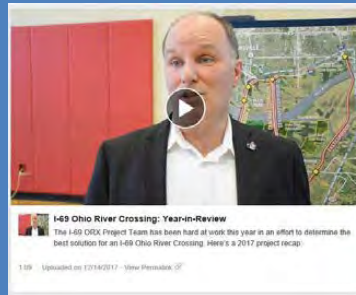 I-69 Ohio River Crossing: Year-in-Review
The I-69 ORX Project Team has been hard at work this year in an effort to determine the
best solution for an I-69 Ohio River Crossing. Here's a 2017 project recap.
1:09 Uploaded on 12/14/2017 - View Permalink